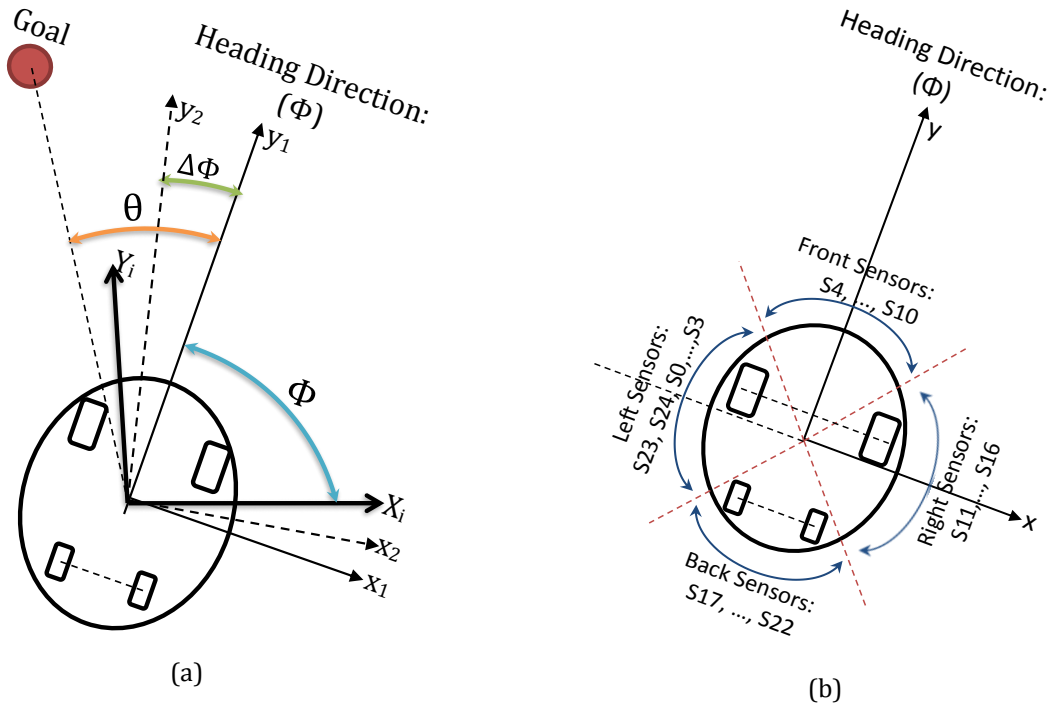 Goal
Heading Direction:
(Φ)
y₂
y₁
ΔΦ
θ
Yᵢ
Φ
Xᵢ
x₂
x₁
(a)
Heading Direction:
(Φ)
y
Front Sensors:
S4, ..., S10
Left Sensors:
S23, S24, S0,...,S3
Right Sensors:
S11,..., S16
x
Back Sensors:
S17, ..., S22
(b)